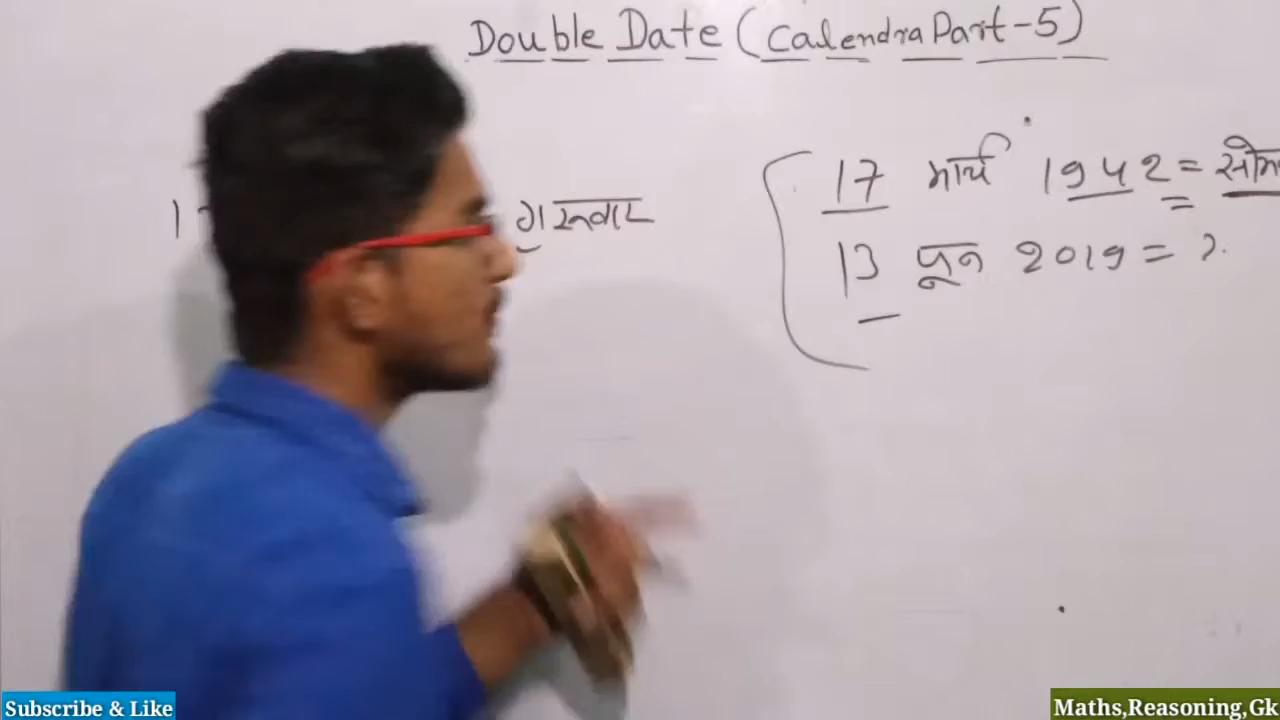 Double Date (Calendra Part-5)
17 मार्च 1942 = सोम
गुरूवार
13 जून 2019 = ?
Subscribe & Like
Maths,Reasoning,Gk